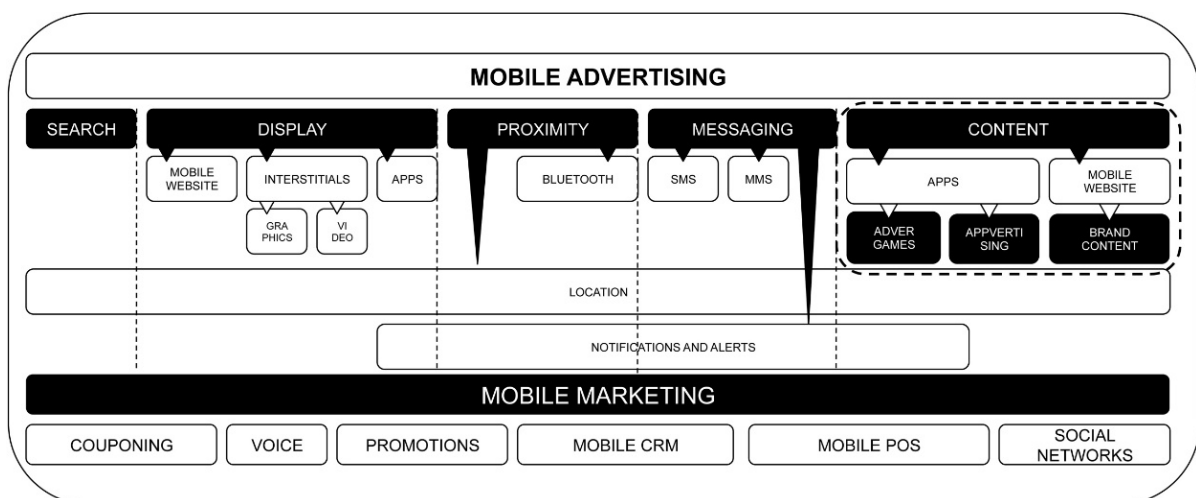 MOBILE ADVERTISING
SEARCH
DISPLAY
PROXIMITY
MESSAGING
CONTENT
MOBILE
WEBSITE
INTERSTITIALS
APPS
BLUETOOTH
SMS
MMS
APPS
MOBILE
WEBSITE
GRA
PHICS
VI
DEO
ADVER
GAMES
APPVERTI
SING
BRAND
CONTENT
LOCATION
NOTIFICATIONS AND ALERTS
MOBILE MARKETING
COUPONING
VOICE
PROMOTIONS
MOBILE CRM
MOBILE POS
SOCIAL
NETWORKS